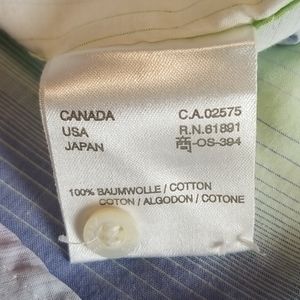 CANADA C.A.02575
USA R.N.61891
JAPAN 商-OS-394
100% BAUMWOLLE / COTTON
COTON / ALGODON / COTONE